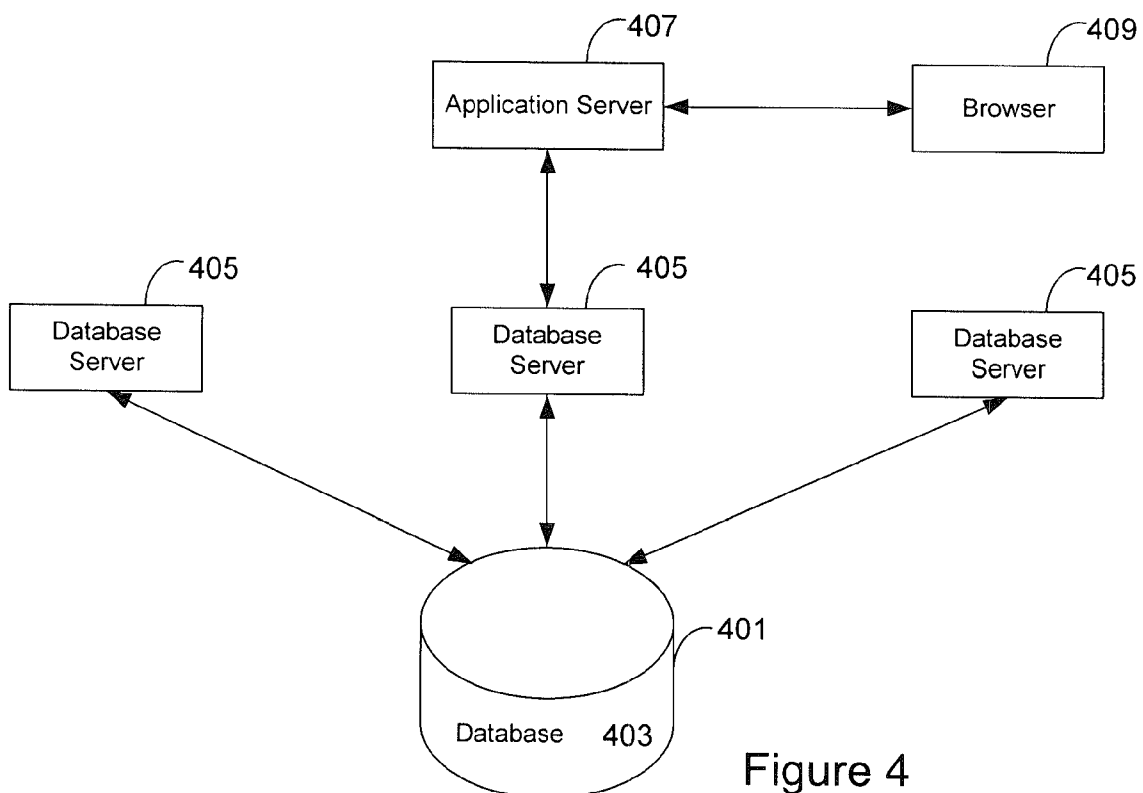 407
409
Application Server
Browser
405
405
405
Database
Server
Database
Server
Database
Server
401
Database 403
Figure 4